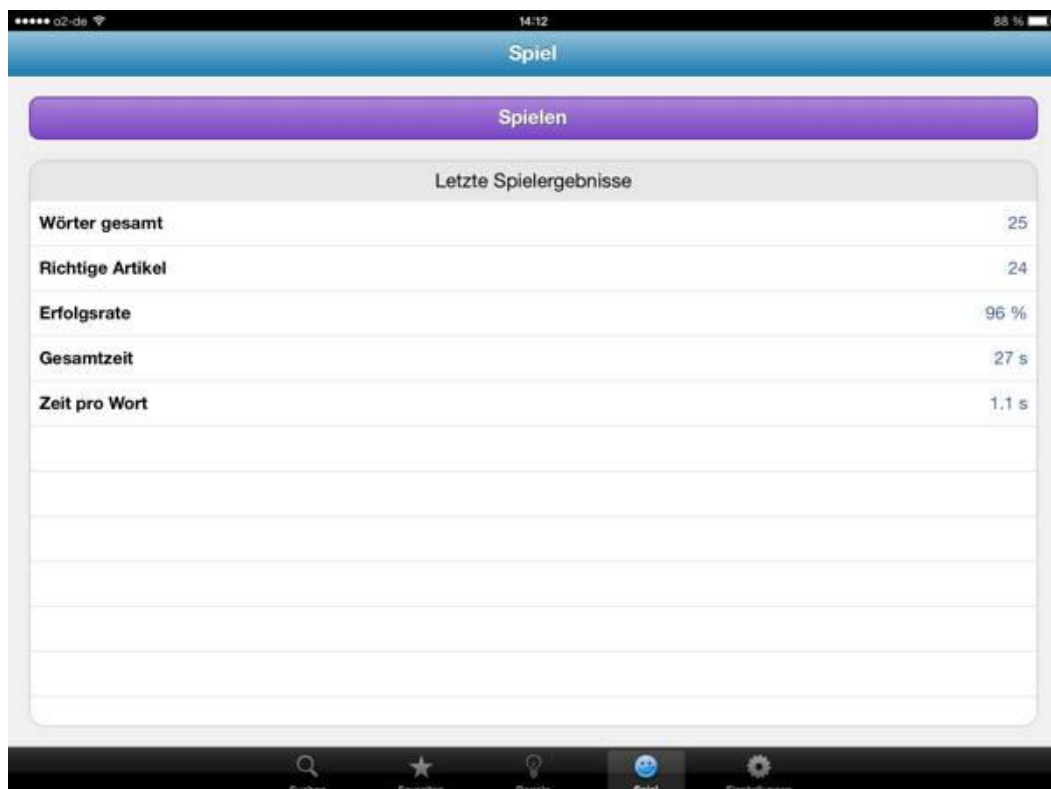 o2-de 14:12 88 %
Spiel
Spielen
Letzte Spielergebnisse
Wörter gesamt 25
Richtige Artikel 24
Erfolgsrate 96 %
Gesamtzeit 27 s
Zeit pro Wort 1.1 s
Spiel